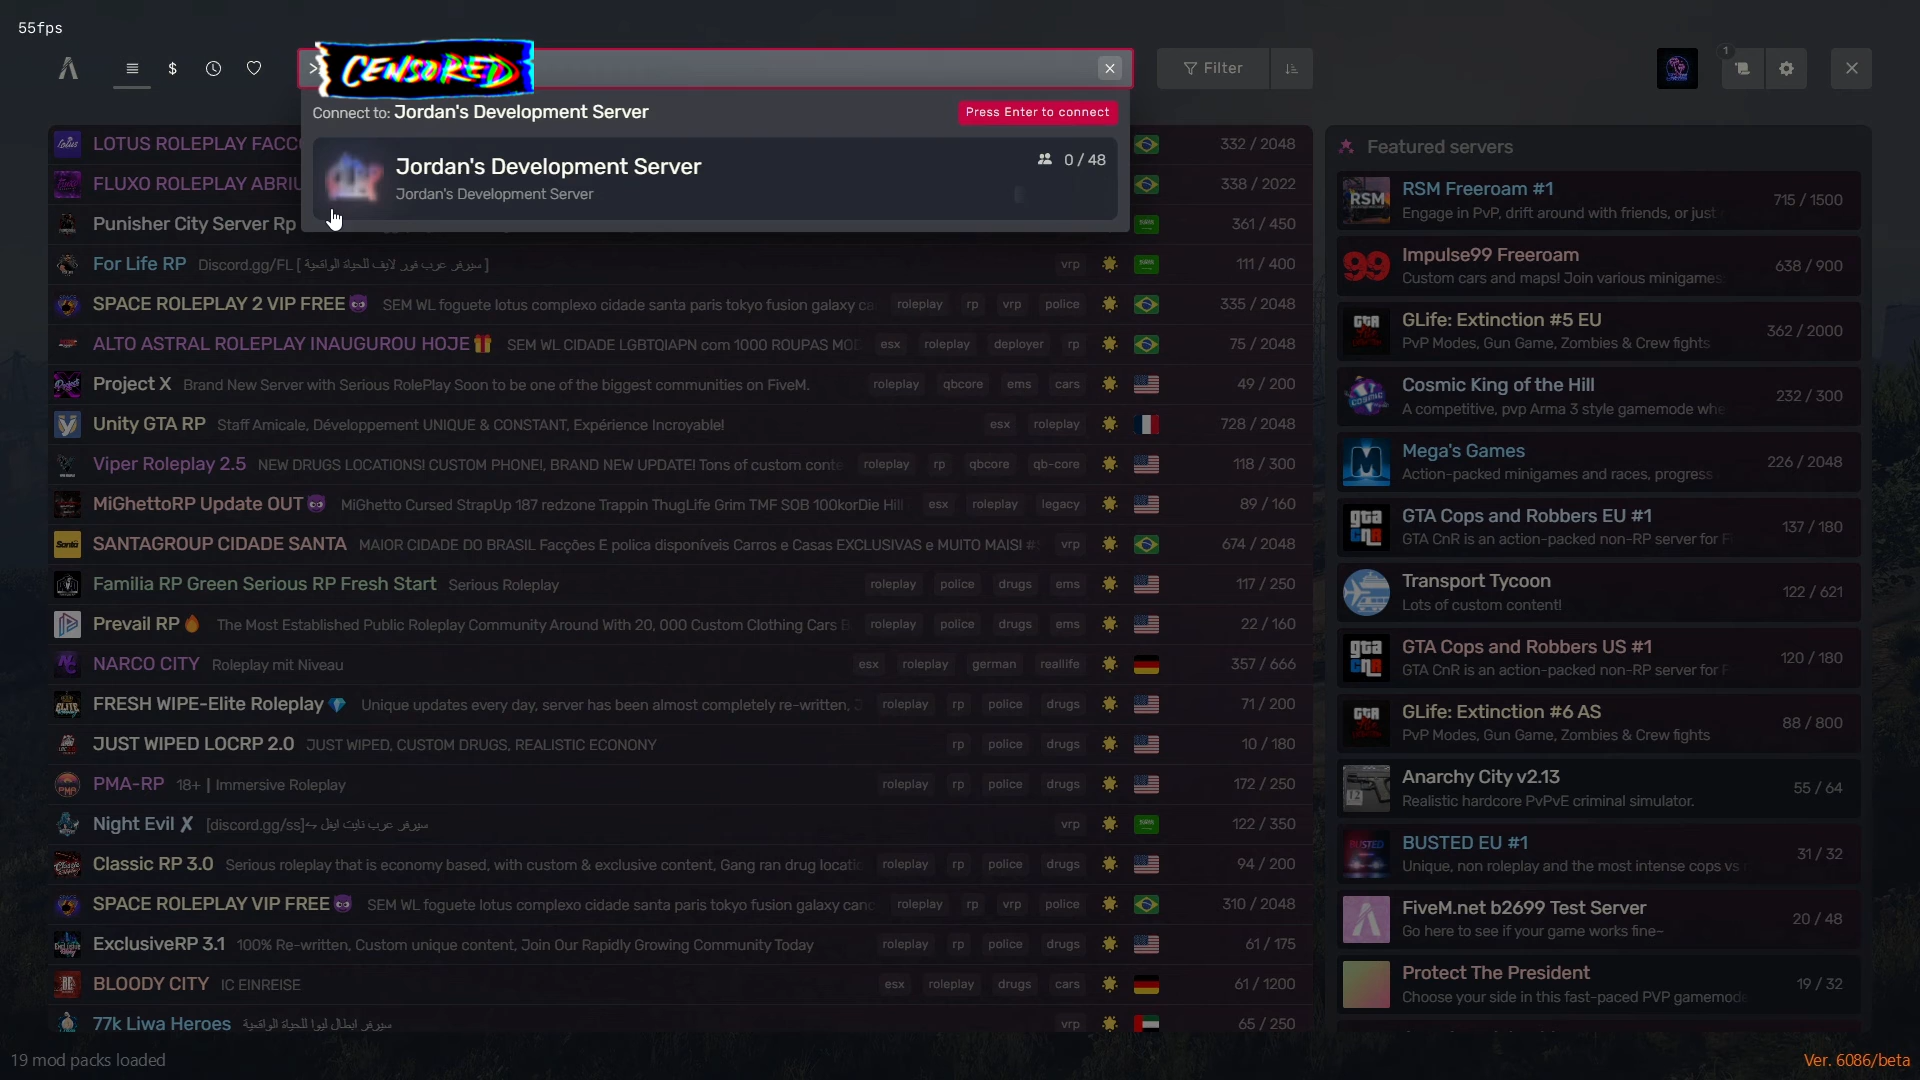 55fps
$
CENSORED
Filter
1
Connect to: Jordan's Development Server
Press Enter to connect
Jordan's Development Server
0 / 48
Jordan's Development Server
LOTUS ROLEPLAY
332 / 2048
FLUXO ROLEPLAY
338 / 2022
Punisher City Server Rp
361 / 450
For Life RP Discord.gg/FL [ سيرفر عرب فور لايف للحياة الواقعية ] vrp 111 / 400
SPACE ROLEPLAY 2 VIP FREE SEM WL foguete lotus complexo cidade santa paris tokyo fusion galaxy roleplay rp vrp police 335 / 2048
ALTO ASTRAL ROLEPLAY INAUGUROU HOJE SEM WL CIDADE LGBTQIAPN com 1000 ROUPAS esx roleplay deployer rp 75 / 2048
Project X Brand New Server with Serious RolePlay Soon to be one of the biggest communities on FiveM. roleplay qbcore ems cars 49 / 200
Unity GTA RP Staff Amicale, Développement UNIQUE & CONSTANT, Expérience Incroyable! esx roleplay 728 / 2048
Viper Roleplay 2.5 NEW DRUGS LOCATIONS! CUSTOM PHONE!, BRAND NEW UPDATE! Tons of custom conte roleplay rp qbcore qb-core 118 / 300
MiGhettoRP Update OUT MiGhetto Cursed StrapUp 187 redzone Trappin ThugLife Grim TMF SOB 100korDie Hill esx roleplay legacy 89 / 160
SANTAGROUP CIDADE SANTA MAIOR CIDADE DO BRASIL Facções E polica disponíveis Carros e Casas EXCLUSIVAS e MUITO MAIS! vrp 674 / 2048
Familia RP Green Serious RP Fresh Start Serious Roleplay roleplay police drugs ems 117 / 250
Prevail RP The Most Established Public Roleplay Community Around With 20, 000 Custom Clothing Cars roleplay police drugs ems 22 / 160
NARCO CITY Roleplay mit Niveau esx roleplay german reallife 357 / 666
FRESH WIPE-Elite Roleplay Unique updates every day, server has been almost completely re-written, roleplay rp police drugs 71 / 200
JUST WIPED LOCRP 2.0 JUST WIPED, CUSTOM DRUGS, REALISTIC ECONONY rp police drugs 10 / 180
PMA-RP 18+ | Immersive Roleplay roleplay rp police drugs 172 / 250
Night Evil X [discord.gg/ss] سيرفر عرب نايت ايفل vrp 122 / 350
Classic RP 3.0 Serious roleplay that is economy based, with custom & exclusive content, Gang ran drug locatic roleplay rp police drugs 94 / 200
SPACE ROLEPLAY VIP FREE SEM WL foguete lotus complexo cidade santa paris tokyo fusion galaxy roleplay rp vrp police 310 / 2048
ExclusiveRP 3.1 100% Re-written, Custom unique content, Join Our Rapidly Growing Community Today roleplay rp police drugs 61 / 175
BLOODY CITY IC EINREISE esx roleplay drugs cars 61 / 1200
77k Liwa Heroes سيرفر ابطال ليوا للحياة الواقعية vrp 65 / 250
Featured servers
RSM
RSM Freeroam #1
Engage in PvP, drift around with friends, or just
715 / 1500
99
Impulse99 Freeroam
Custom cars and maps! Join various minigames
638 / 900
GLife: Extinction #5 EU
PvP Modes, Gun Game, Zombies & Crew fights
362 / 2000
COSMIC
Cosmic King of the Hill
A competitive, pvp Arma 3 style gamemode whe
232 / 300
Mega's Games
Action-packed minigames and races, progress
226 / 2048
gta CnR
GTA Cops and Robbers EU #1
GTA CnR is an action-packed non-RP server for F
137 / 180
Transport Tycoon
Lots of custom content!
122 / 621
gta CnR
GTA Cops and Robbers US #1
GTA CnR is an action-packed non-RP server for F
120 / 180
GLife: Extinction #6 AS
PvP Modes, Gun Game, Zombies & Crew fights
88 / 800
Anarchy City v2.13
Realistic hardcore PvPvE criminal simulator.
55 / 64
BUSTED
BUSTED EU #1
Unique, non roleplay and the most intense cops vs
31 / 32
FiveM.net b2699 Test Server
Go here to see if your game works fine~
20 / 48
Protect The President
Choose your side in this fast-paced PVP gamemode
19 / 32
19 mod packs loaded
Ver. 6086/beta